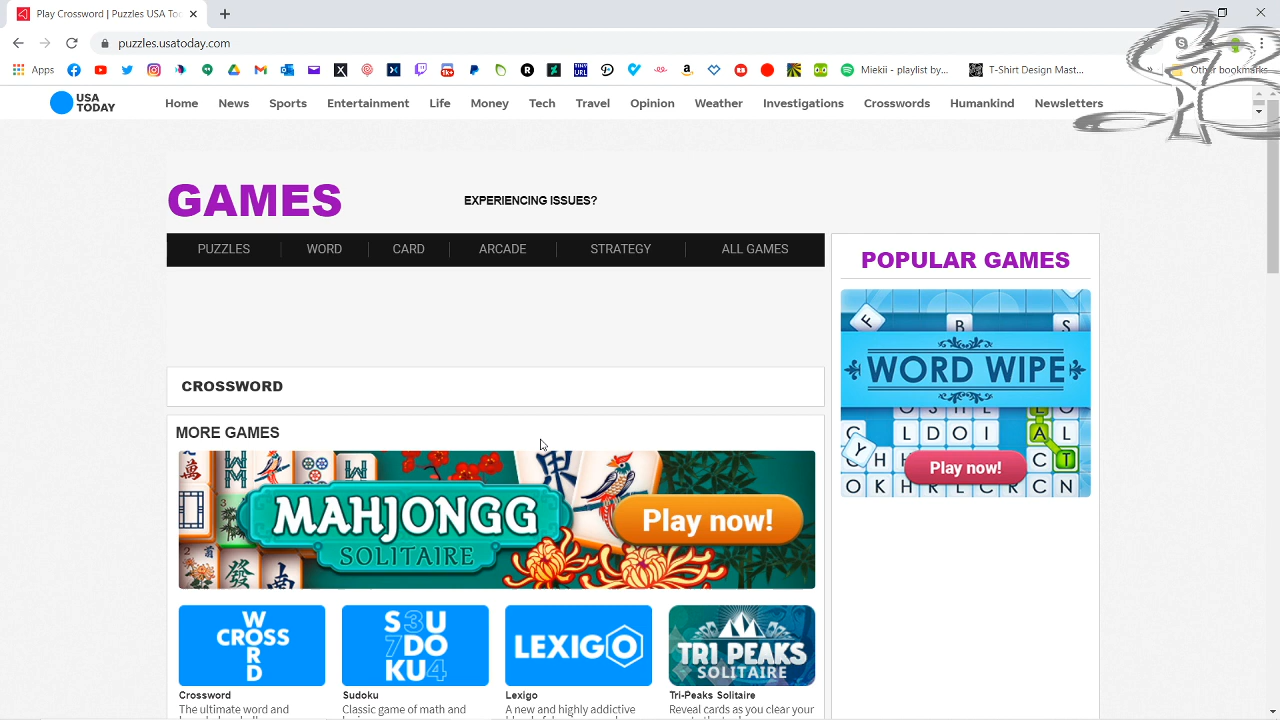 Play Crossword | Puzzles USA To
puzzles.usatoday.com
Apps
Miekii - playlist by...
T-Shirt Design Mast...
Other bookmarks
USA TODAY
Home News Sports Entertainment Life Money Tech Travel Opinion Weather Investigations Crosswords Humankind Newsletters
GAMES
EXPERIENCING ISSUES?
PUZZLES WORD CARD ARCADE STRATEGY ALL GAMES
POPULAR GAMES
WORD WIPE
Play now!
CROSSWORD
MORE GAMES
MAHJONGG
SOLITAIRE
Play now!
CROSS
WORD
S3U
7DO
KU4
LEXIGO
TRI PEAKS
SOLITAIRE
Crossword
The ultimate word and
Sudoku
Classic game of math and
Lexigo
A new and highly addictive
Tri-Peaks Solitaire
Reveal cards as you clear your